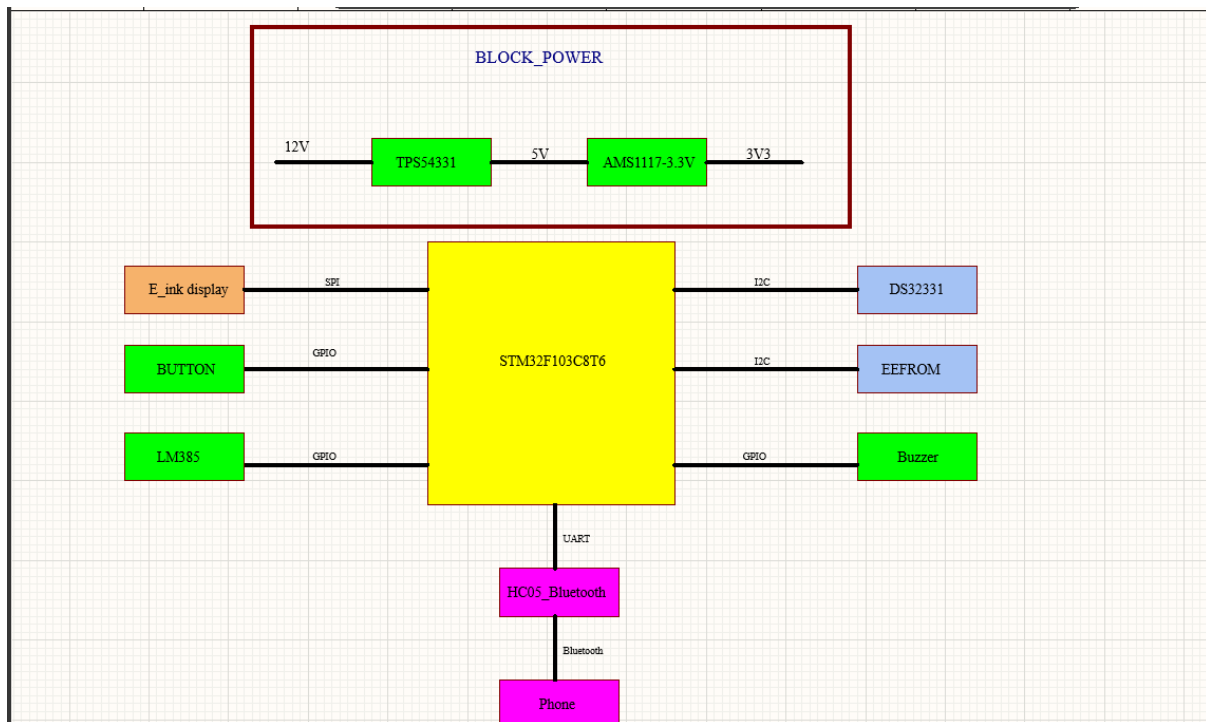 BLOCK_POWER
12V
TPS54331
5V
AMS1117-3.3V
3V3
E_ink display
SPI
STM32F103C8T6
I2C
DS32331
BUTTON
GPIO
I2C
EEFROM
LM385
GPIO
GPIO
Buzzer
UART
HC05_Bluetooth
Bluetooth
Phone